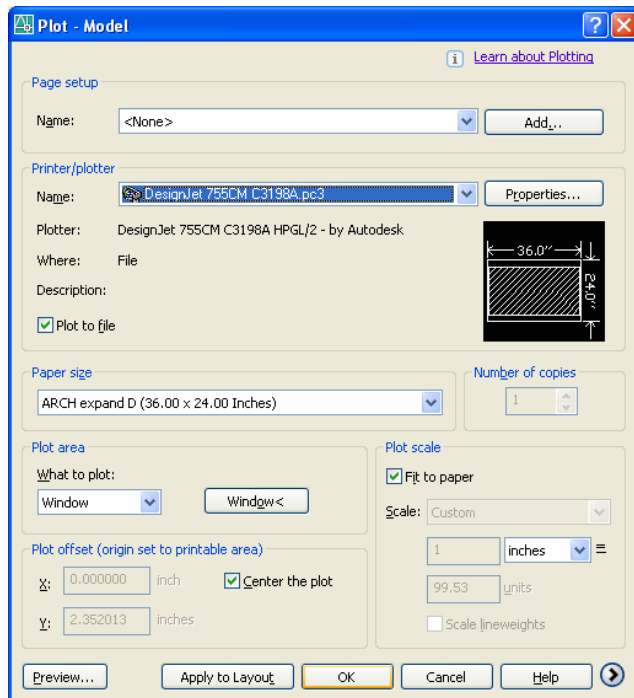 Plot - Model
Learn about Plotting
Page setup
Name: <None> Add...
Printer/plotter
Name: DesignJet 755CM C3198A.pc3 Properties...
Plotter: DesignJet 755CM C3198A HPGL/2 - by Autodesk
Where: File
Description:
Plot to file
36.0''
24.0''
Paper size
ARCH expand D (36.00 x 24.00 Inches)
Number of copies
1
Plot area
What to plot:
Window Window<
Plot scale
Fit to paper
Scale: Custom
1 inches =
99.53 units
Scale lineweights
Plot offset (origin set to printable area)
X: 0.000000 inch Center the plot
Y: 2.352013 inches
Preview... Apply to Layout OK Cancel Help